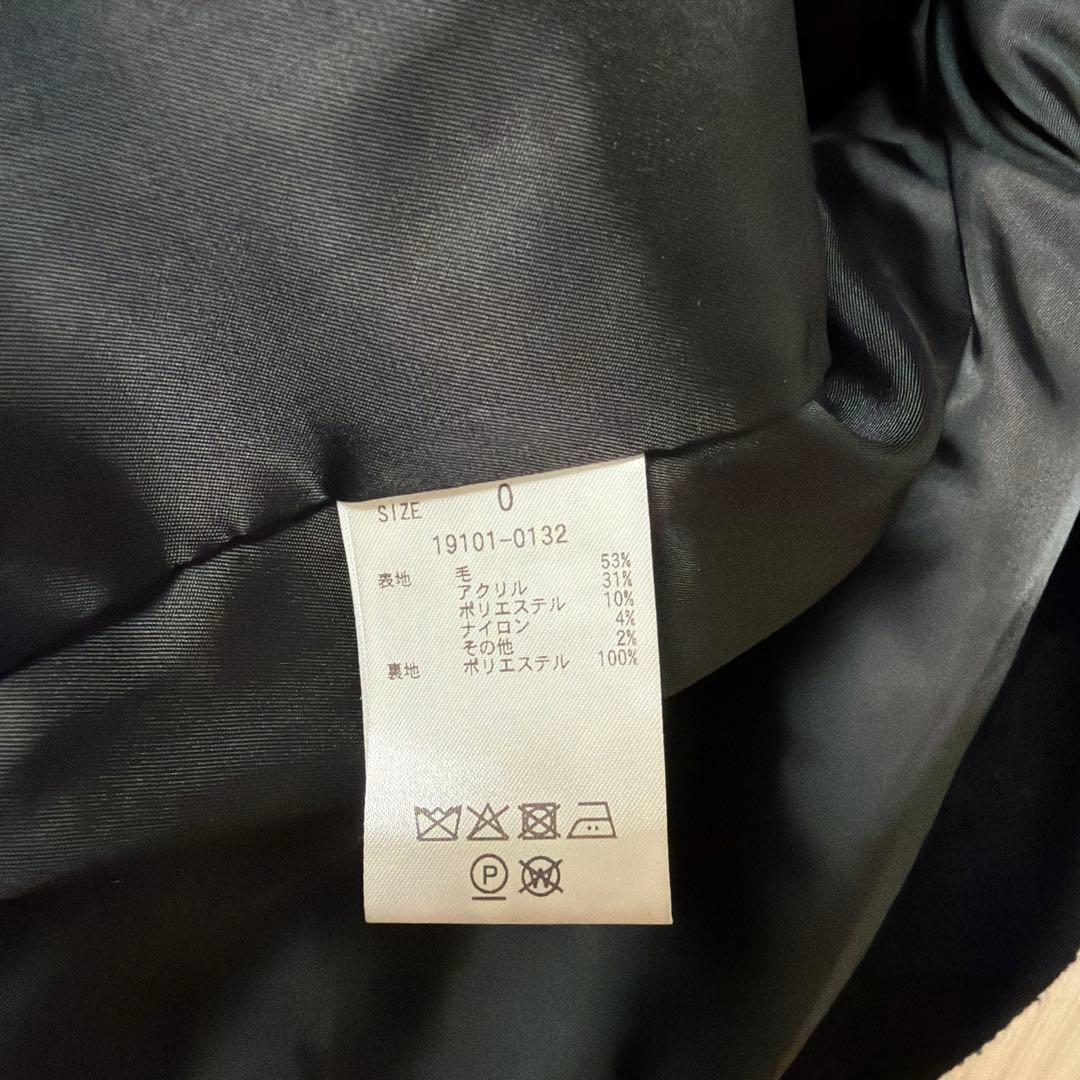 SIZE 0
19101-0132
表地 毛 53%
アクリル 31%
ポリエステル 10%
ナイロン 4%
その他 2%
裏地 ポリエステル 100%
P W